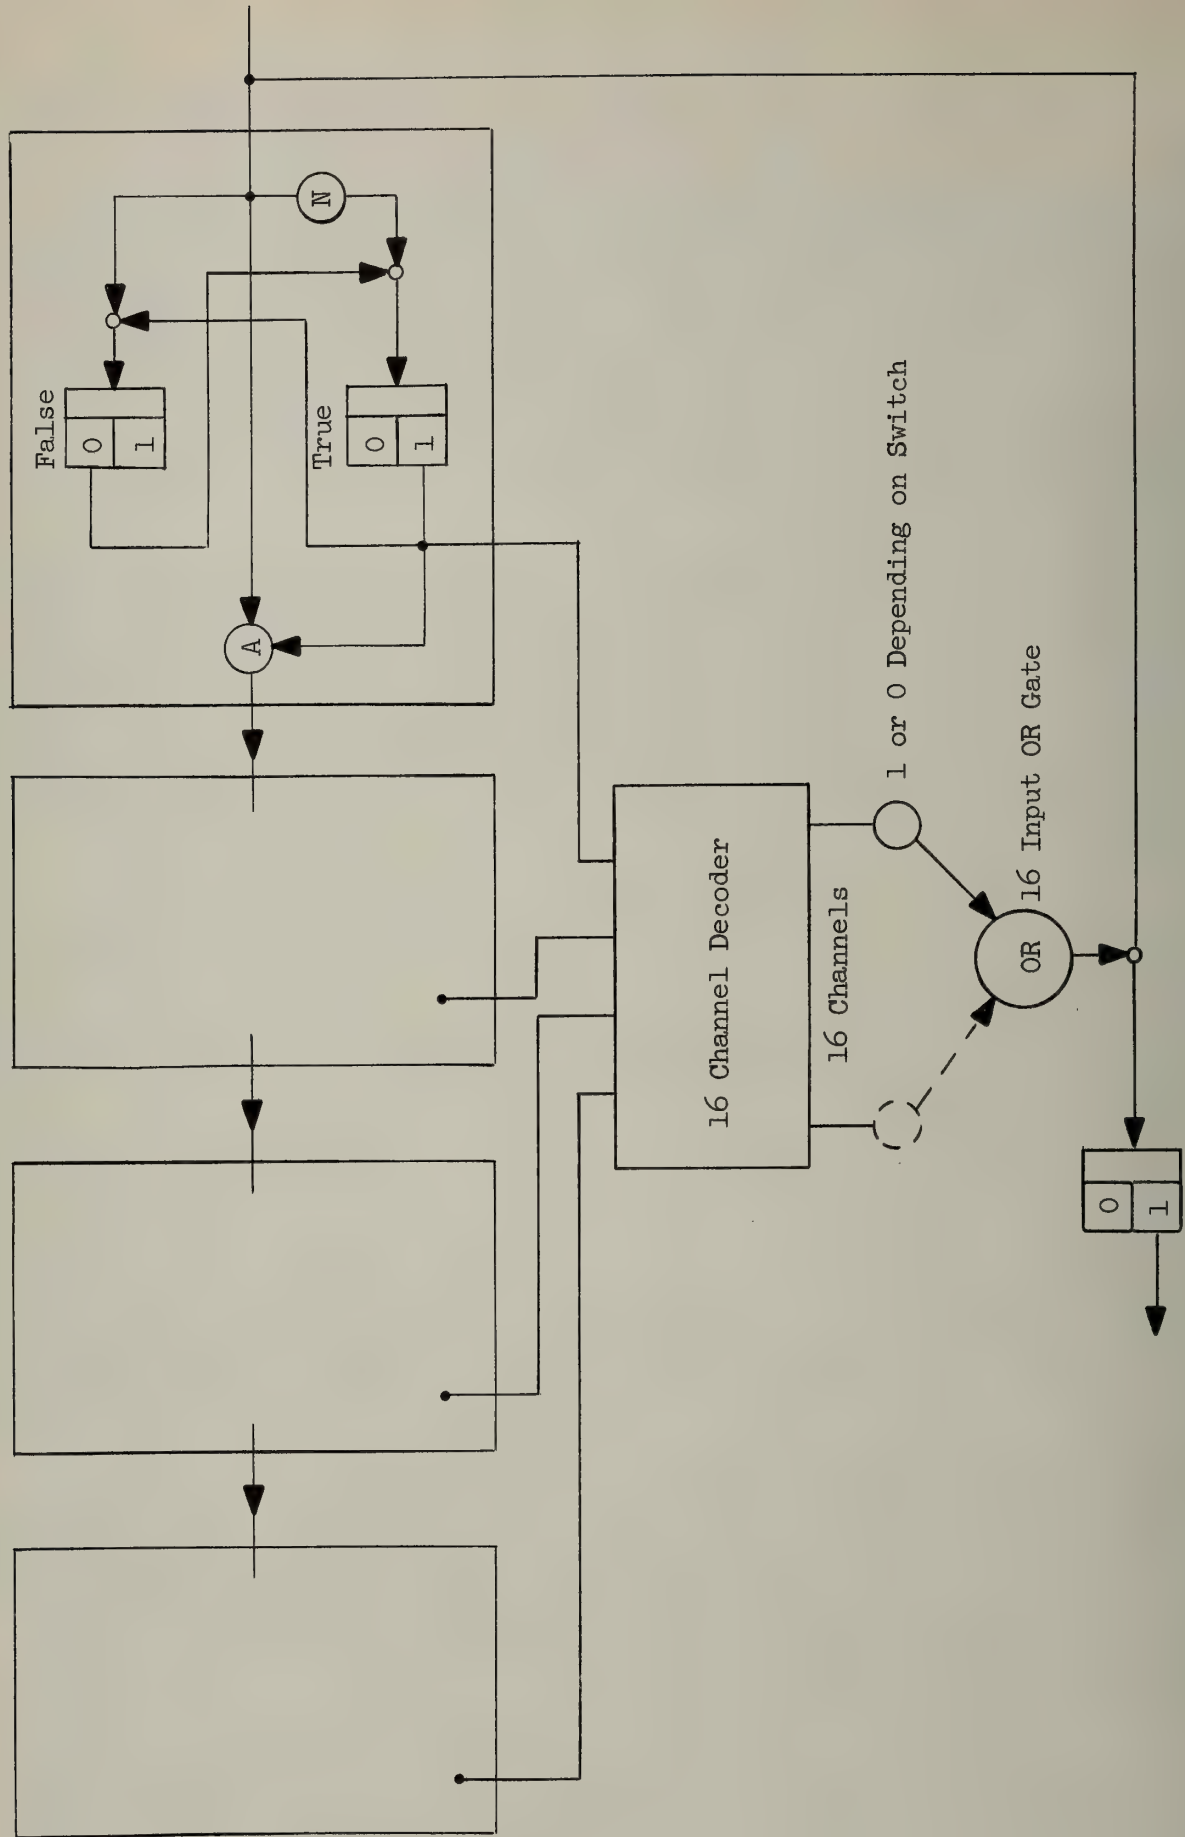 False
0
1
N
True
0
1
A
16 Channel Decoder
16 Channels
1 or 0 Depending on Switch
OR
16 Input OR Gate
0
1